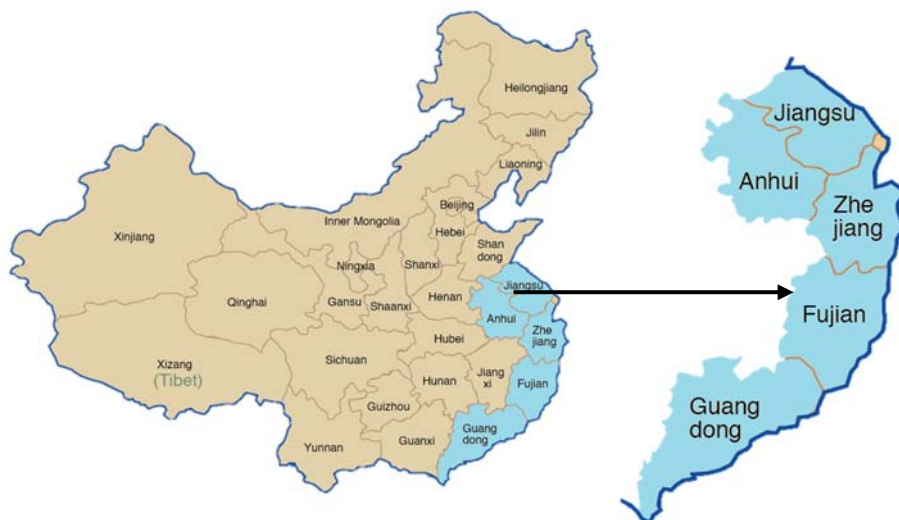 Heilongjiang
Jilin
Liaoning
Beijing
Inner Mongolia
Hebei
Xinjiang
Shan
dong
Ningxia
Shanxi
Qinghai
Gansu
Shaanxi
Henan
Jiangsu
Anhui
Zhe
jiang
Hubei
Xizang
(Tibet)
Sichuan
Hunan
Jiang
xi
Fujian
Guizhou
Guang
dong
Yunnan
Guanxi
Jiangsu
Anhui
Zhe
jiang
Fujian
Guang
dong